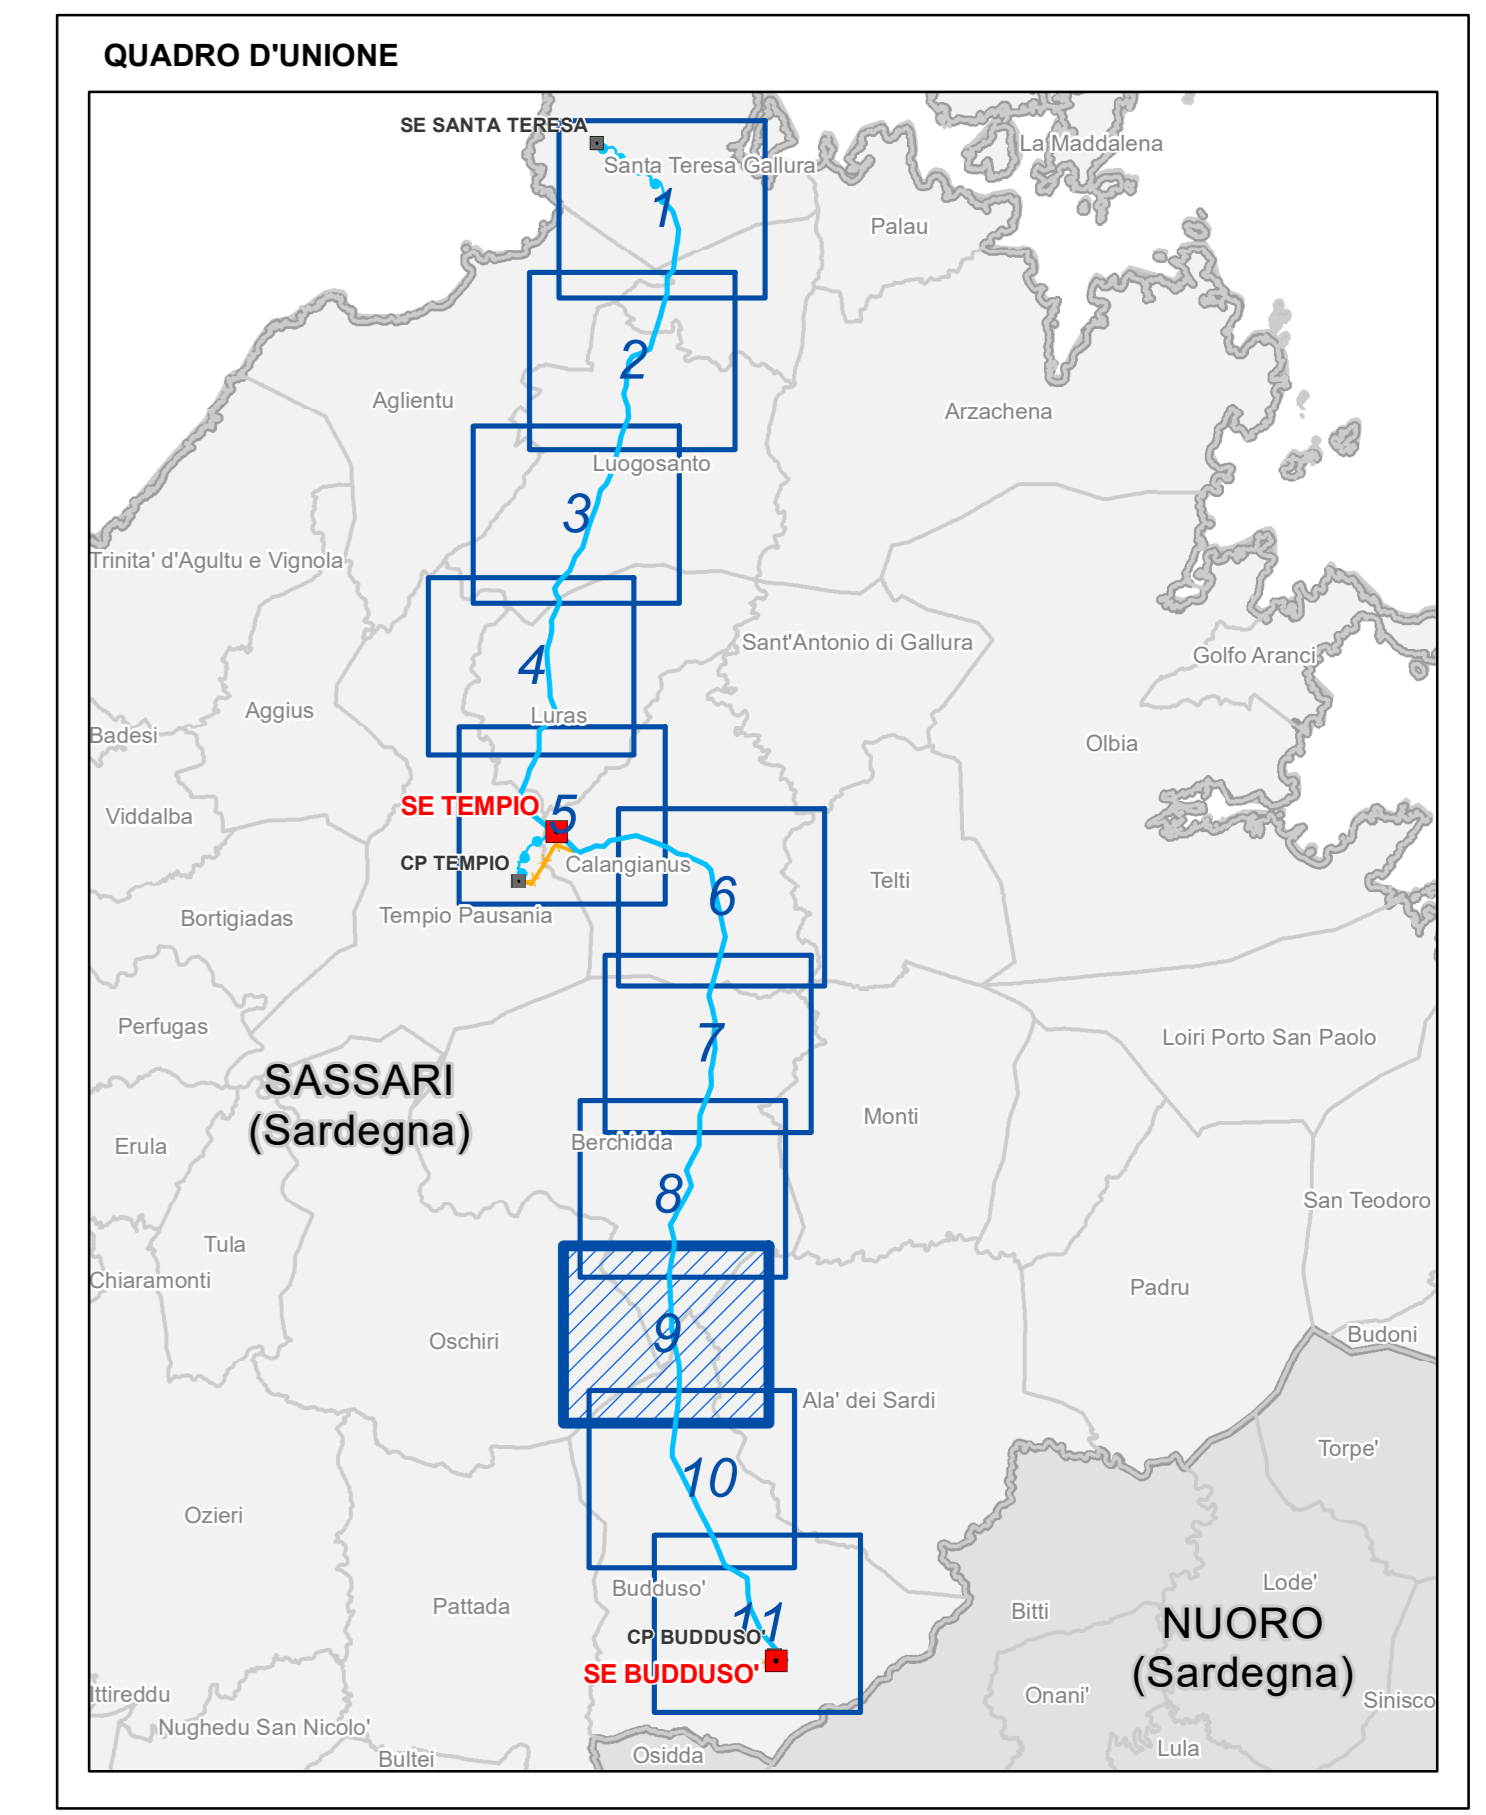 QUADRO D'UNIONE
SE SANTA TERESA
La Maddalena
Santa Teresa Gallura
1
Palau
2
Aglientu
Arzachena
Luogosanto
3
Trinita' d'Agultu e Vignola
Sant'Antonio di Gallura
Golfo Aranci
4
Aggius
Luras
Badesi
Olbia
SE TEMPIO
5
Viddalba
CP TEMPIO
Calangianus
Telti
6
Tempio Pausania
Bortigiadas
Perfugas
Loiri Porto San Paolo
7
SASSARI
(Sardegna)
Monti
Erula
Berchidda
8
San Teodoro
Tula
Chiaramonti
Padru
9
Oschiri
Budoni
Ala' dei Sardi
Torpe'
10
Ozieri
Lode'
Budduso'
Pattada
Bitti
11
NUORO
(Sardegna)
CP BUDDUSO'
SE BUDDUSO'
Ittireddu
Onani'
Sinisco
Nughedu San Nicolo'
Lula
Osidda
Bultei